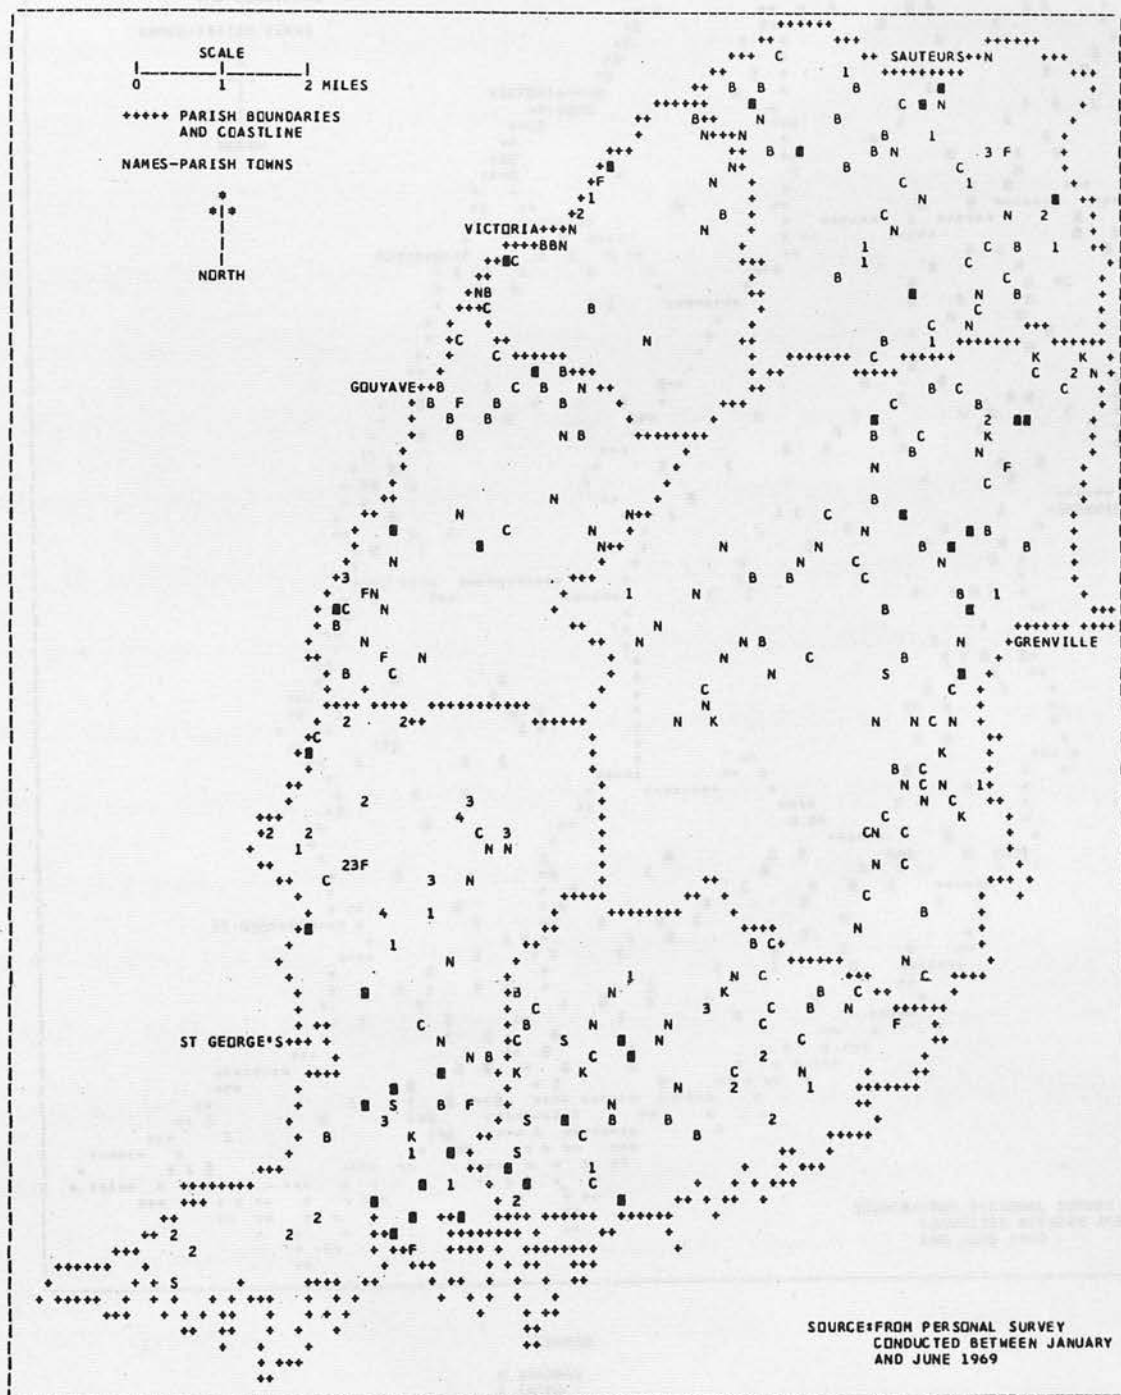 SCALE
0 1 2 MILES
+++++ PARISH BOUNDARIES
AND COASTLINE
NAMES-PARISH TOWNS
NORTH
SAUTEURS
VICTORIA
GOUYAVE
GRENVILLE
ST GEORGE'S
SOURCE:FROM PERSONAL SURVEY
CONDUCTED BETWEEN JANUARY
AND JUNE 1969